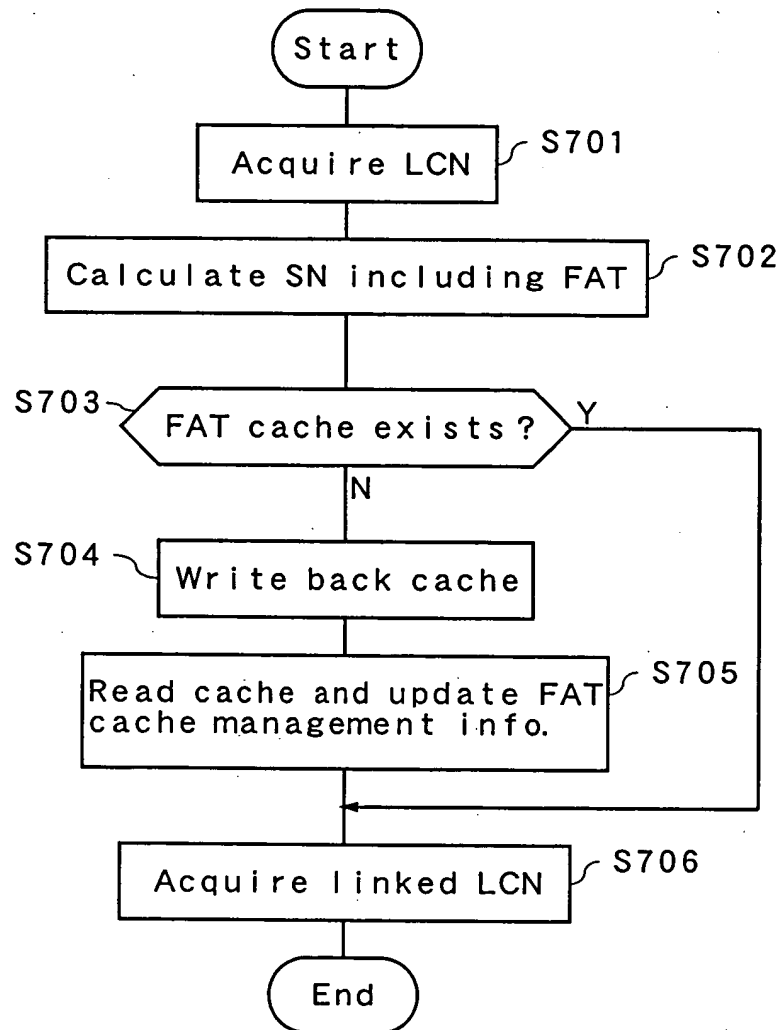 Start
Acquire LCN
S701
Calculate SN including FAT
S702
S703
FAT cache exists?
Y
N
S704
Write back cache
Read cache and update FAT
cache management info.
S705
Acquire linked LCN
S706
End